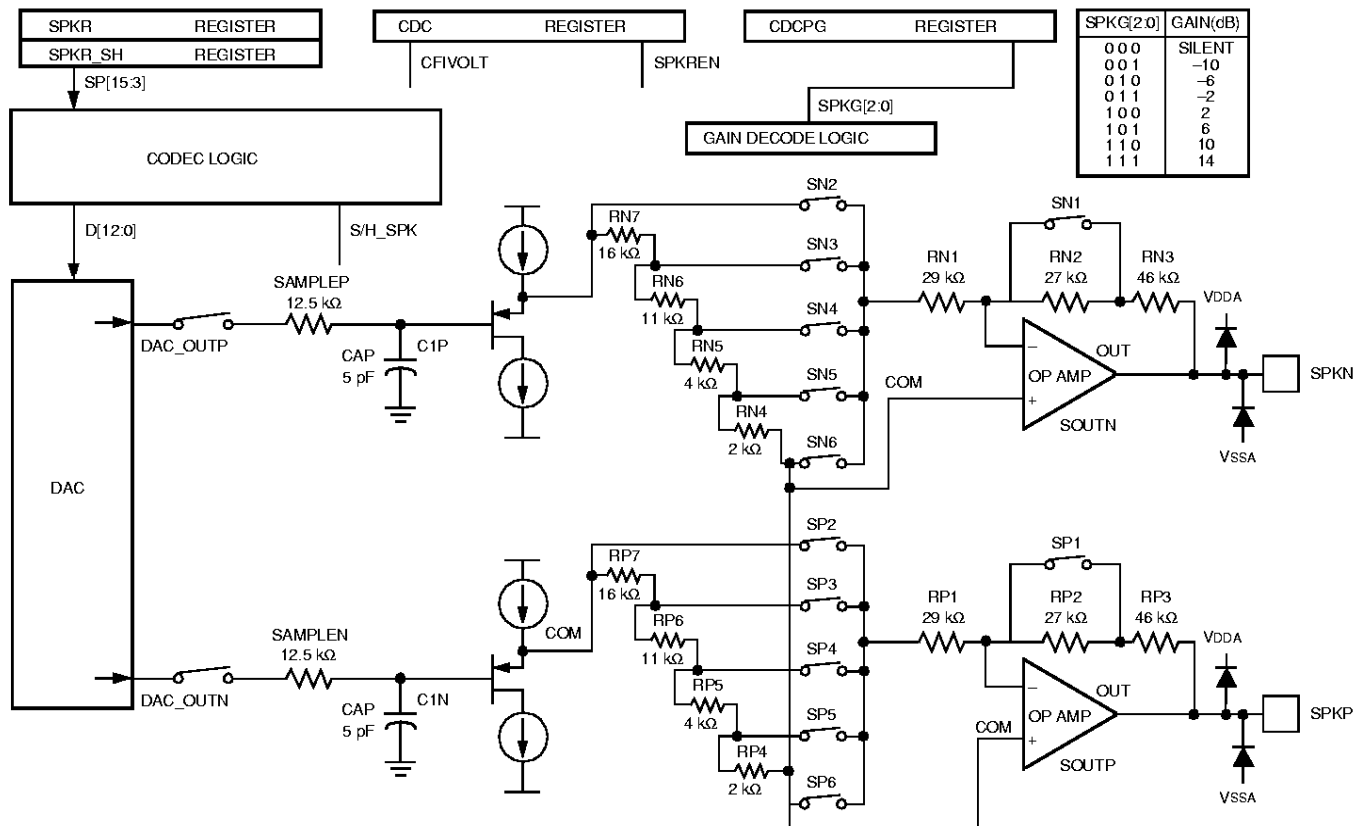 SPKR REGISTER
SPKR_SH REGISTER
SP[15:3]
CDC REGISTER
CFIVOLT
SPKREN
CDCPG REGISTER
SPKG[2:0]
GAIN DECODE LOGIC
SPKG[2:0] GAIN(dB)
0 0 0 SILENT
0 0 1 –10
0 1 0 –6
0 1 1 –2
1 0 0 2
1 0 1 6
1 1 0 10
1 1 1 14
CODEC LOGIC
D[12:0]
S/H_SPK
DAC
SAMPLEP
12.5 kΩ
DAC_OUTP
CAP
5 pF
C1P
RN7
16 kΩ
RN6
11 kΩ
RN5
4 kΩ
RN4
2 kΩ
SN2
SN3
SN4
SN5
SN6
RN1
29 kΩ
SN1
RN2
27 kΩ
RN3
46 kΩ
COM
–
+
OP AMP
OUT
SOUTN
VDDA
VSSA
SPKN
SAMPLEN
12.5 kΩ
DAC_OUTN
CAP
5 pF
C1N
COM
RP7
16 kΩ
RP6
11 kΩ
RP5
4 kΩ
RP4
2 kΩ
SP2
SP3
SP4
SP5
SP6
RP1
29 kΩ
SP1
RP2
27 kΩ
RP3
46 kΩ
COM
–
+
OP AMP
OUT
SOUTP
VDDA
VSSA
SPKP